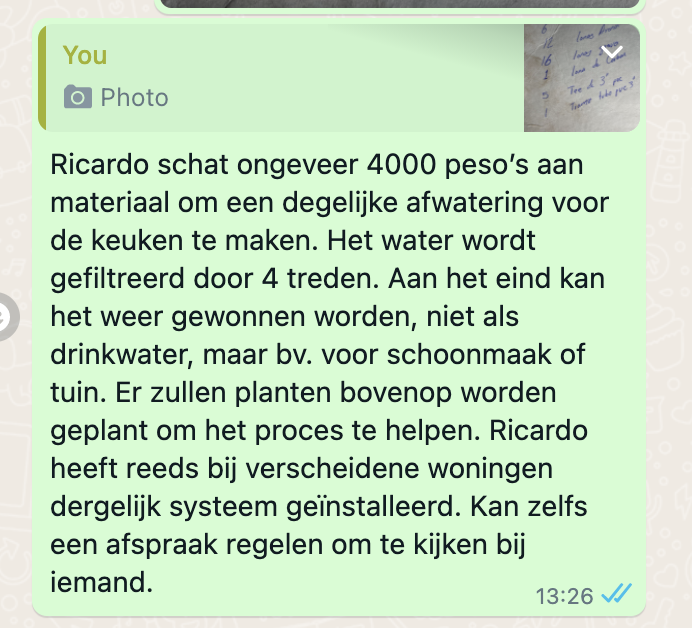 You
Photo
Ricardo schat ongeveer 4000 peso’s aan
materiaal om een degelijke afwatering voor
de keuken te maken. Het water wordt
gefiltreerd door 4 treden. Aan het eind kan
het weer gewonnen worden, niet als
drinkwater, maar bv. voor schoonmaak of
tuin. Er zullen planten bovenop worden
geplant om het proces te helpen. Ricardo
heeft reeds bij verscheidene woningen
dergelijk systeem geïnstalleerd. Kan zelfs
een afspraak regelen om te kijken bij
iemand.
13:26